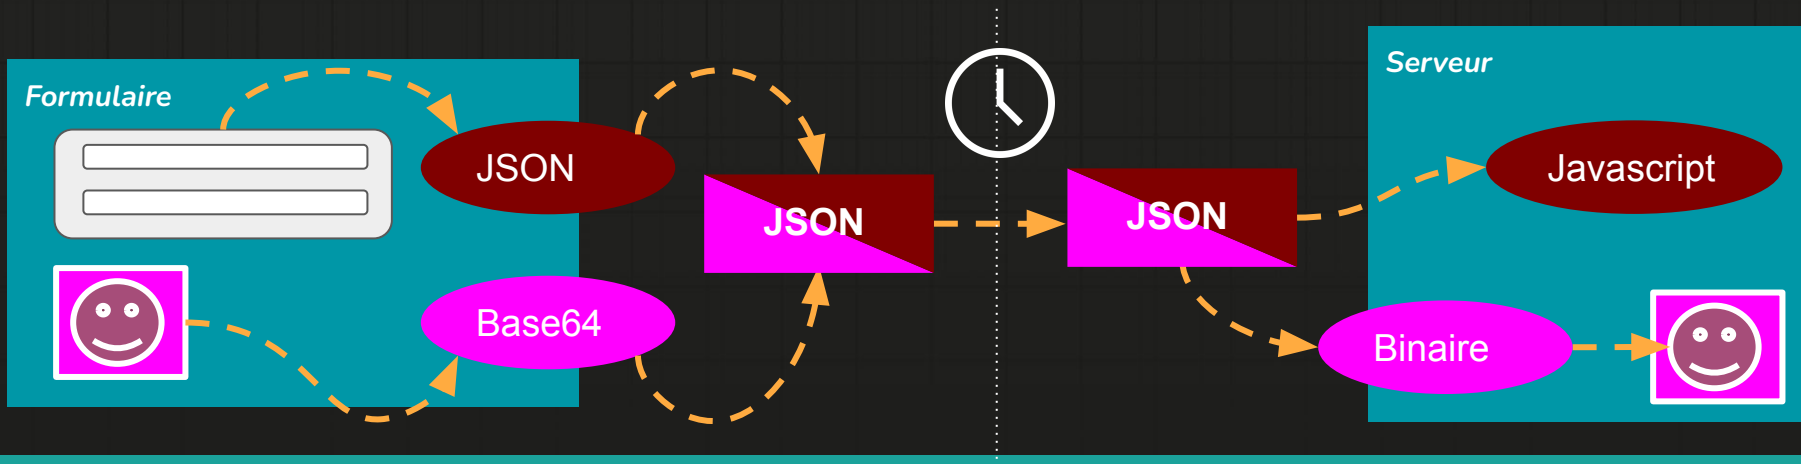 Formulaire
JSON
Base64
JSON
JSON
Serveur
Javascript
Binaire